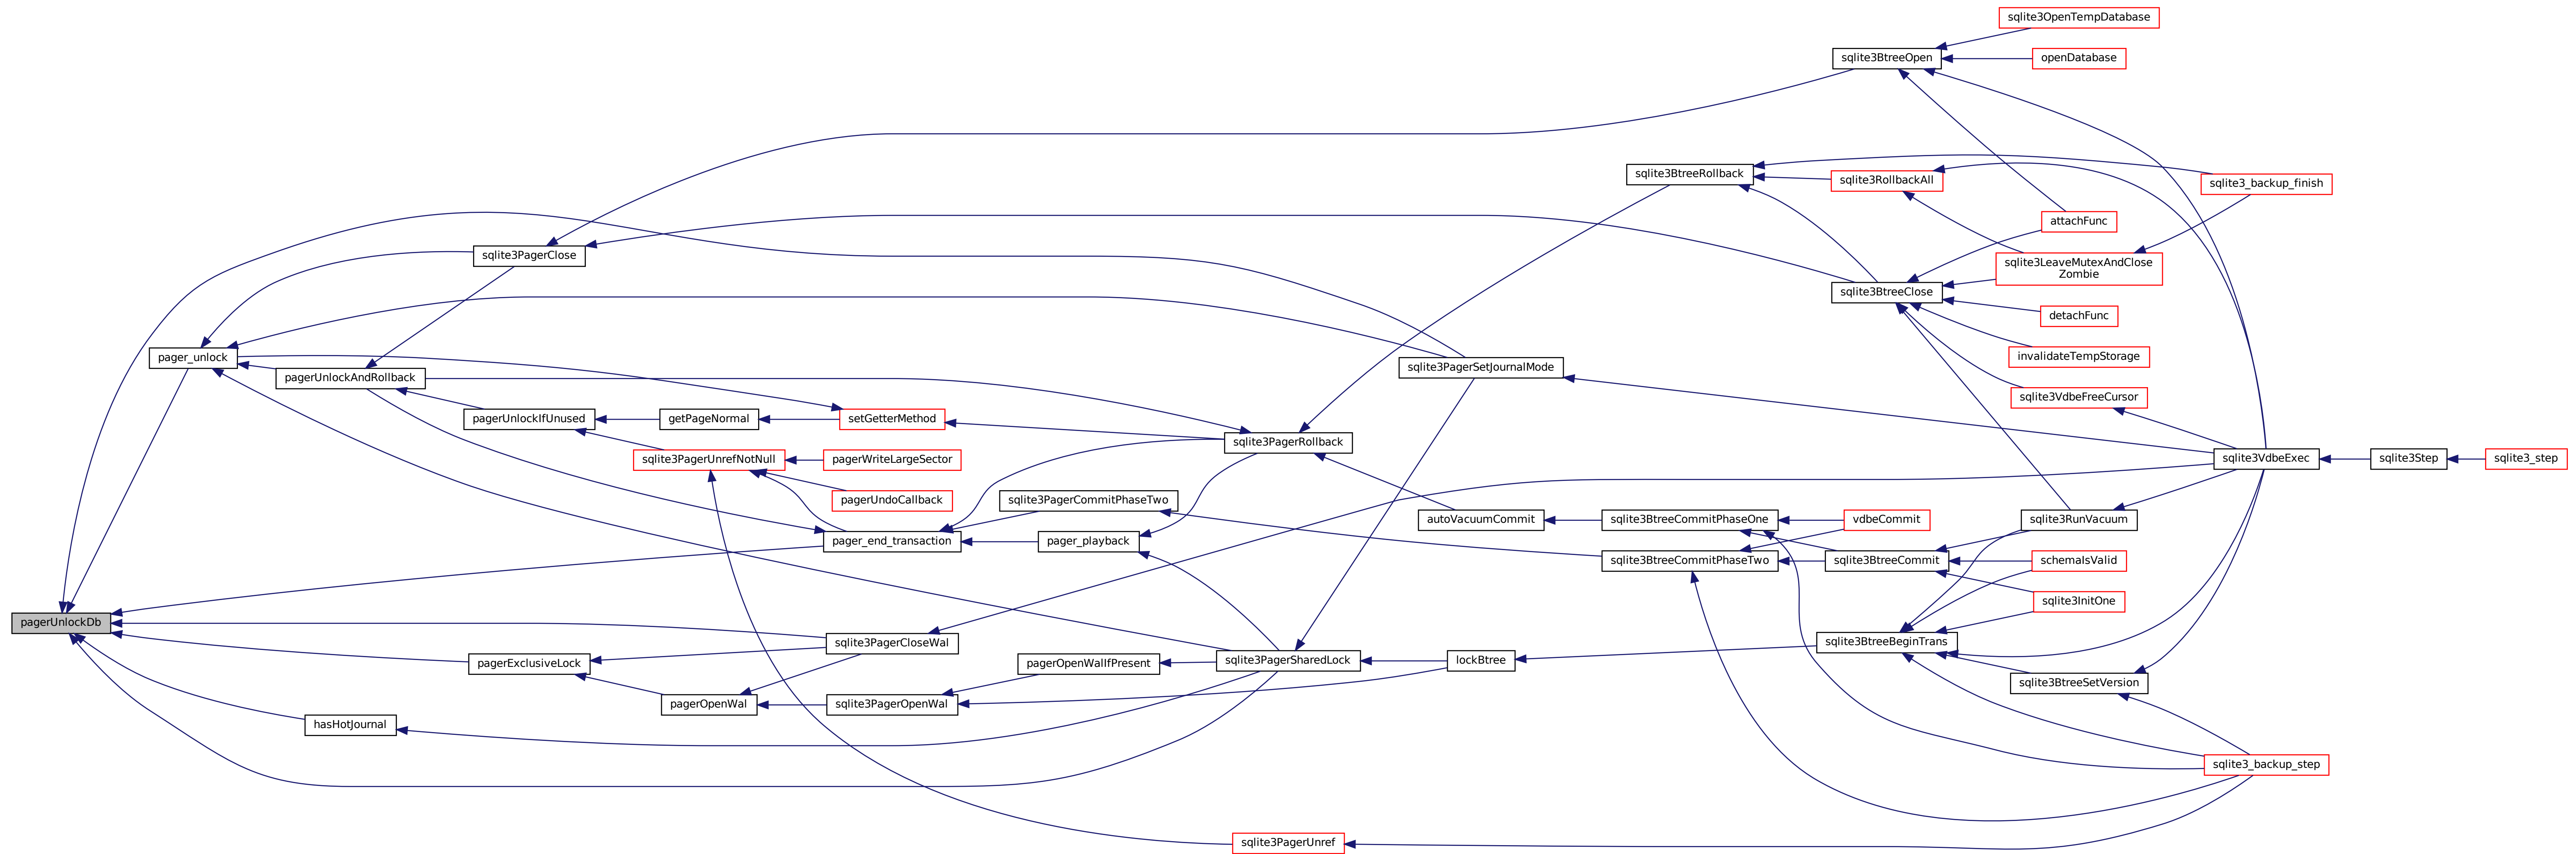 sqlite3OpenTempDatabase
sqlite3BtreeOpen
openDatabase
sqlite3BtreeRollback
sqlite3RollbackAll
sqlite3_backup_finish
attachFunc
sqlite3PagerClose
sqlite3LeaveMutexAndClose
Zombie
sqlite3BtreeClose
detachFunc
pager_unlock
invalidateTempStorage
pagerUnlockAndRollback
sqlite3PagerSetJournalMode
sqlite3VdbeFreeCursor
pagerUnlockIfUnused
getPageNormal
setGetterMethod
sqlite3PagerRollback
sqlite3PagerUnrefNotNull
pagerWriteLargeSector
sqlite3VdbeExec
sqlite3Step
sqlite3_step
pagerUndoCallback
sqlite3PagerCommitPhaseTwo
autoVacuumCommit
sqlite3BtreeCommitPhaseOne
vdbeCommit
sqlite3RunVacuum
pager_end_transaction
pager_playback
sqlite3BtreeCommitPhaseTwo
sqlite3BtreeCommit
schemaIsValid
sqlite3InitOne
pagerUnlockDb
sqlite3PagerCloseWal
sqlite3BtreeBeginTrans
pagerExclusiveLock
pagerOpenWalIfPresent
sqlite3PagerSharedLock
lockBtree
sqlite3BtreeSetVersion
pagerOpenWal
sqlite3PagerOpenWal
hasHotJournal
sqlite3_backup_step
sqlite3PagerUnref